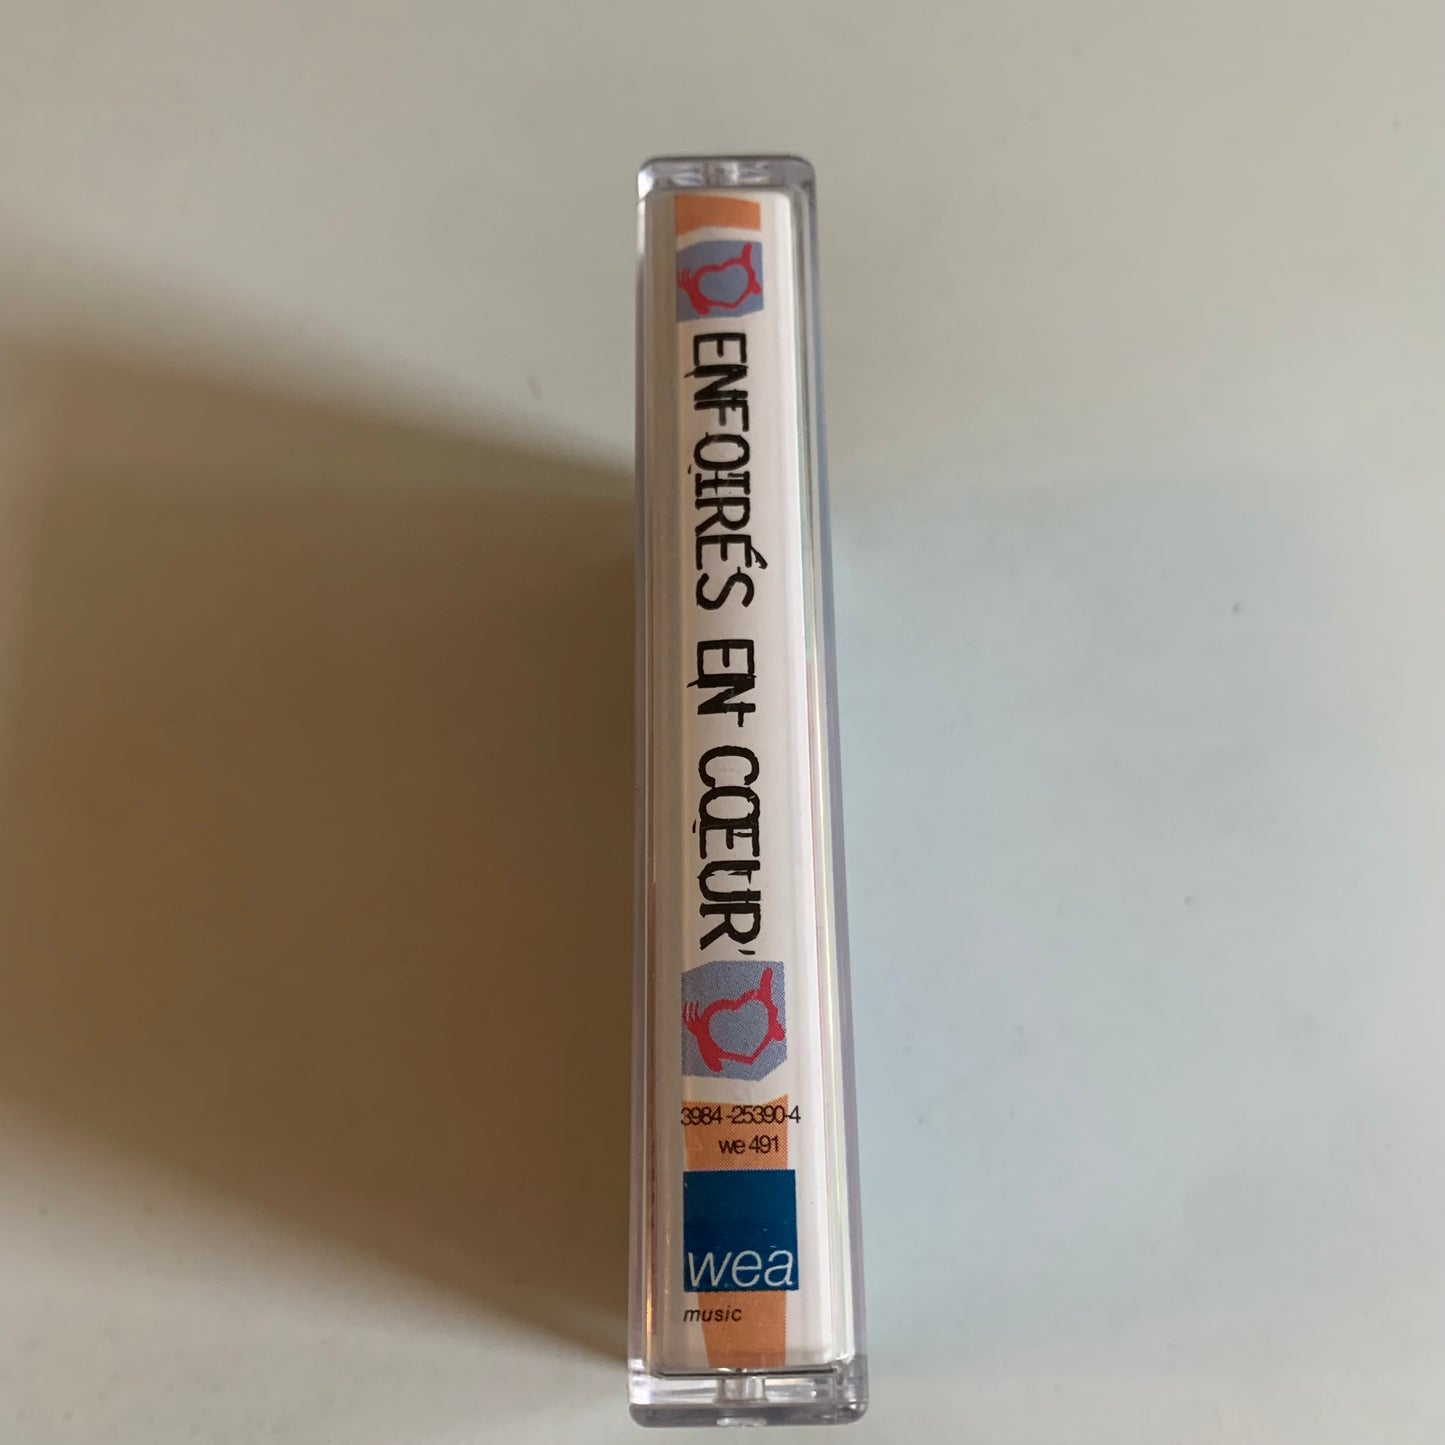 ENFOIRÉS EN CŒUR
3984-25390-4
we 491
wea
music